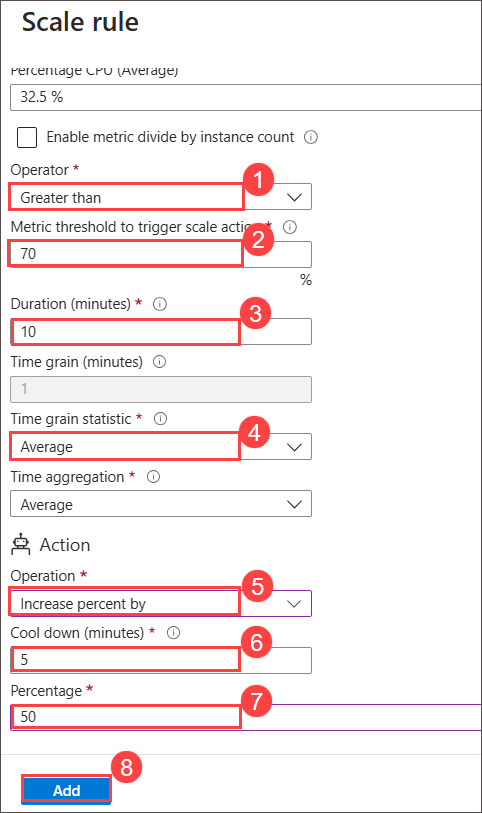 Scale rule
Percentage CPU (Average)
32.5 %
Enable metric divide by instance count
Operator *
1
Greater than
Metric threshold to trigger scale action *
2
70
%
Duration (minutes) *
3
10
Time grain (minutes)
1
Time grain statistic *
4
Average
Time aggregation *
Average
Action
Operation *
5
Increase percent by
Cool down (minutes) *
6
5
Percentage *
7
50
8
Add